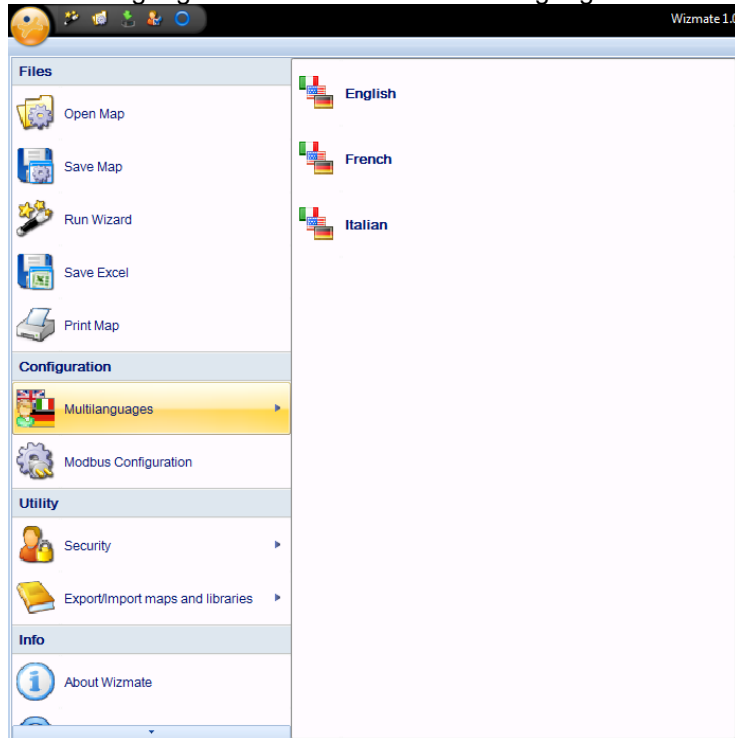 Wizmate 1.0
Files
Open Map
Save Map
Run Wizard
Save Excel
Print Map
Configuration
Multilanguages
Modbus Configuration
Utility
Security
Export/Import maps and libraries
Info
About Wizmate
English
French
Italian